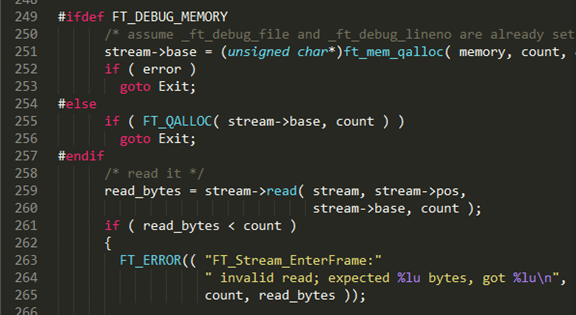 249 #ifdef FT_DEBUG_MEMORY
250 /* assume _ft_debug_file and _ft_debug_lineno are already set
251 stream->base = (unsigned char*)ft_mem_qalloc( memory, count,
252 if ( error )
253 goto Exit;
254 #else
255 if ( FT_QALLOC( stream->base, count ) )
256 goto Exit;
257 #endif
258 /* read it */
259 read_bytes = stream->read( stream, stream->pos,
260 stream->base, count );
261 if ( read_bytes < count )
262 {
263 FT_ERROR(( "FT_Stream_EnterFrame:"
264 " invalid read; expected %lu bytes, got %lu\n",
265 count, read_bytes ));
266